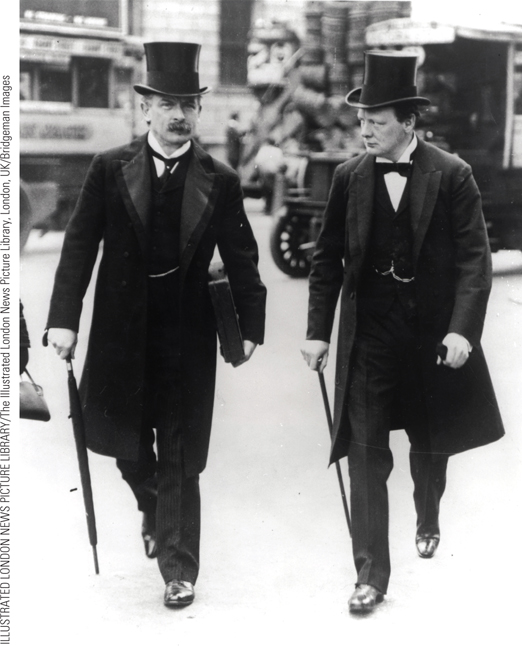 ILLUSTRATED LONDON NEWS PICTURE LIBRARY/The Illustrated London News Picture Library, London, UK/Bridgeman Images